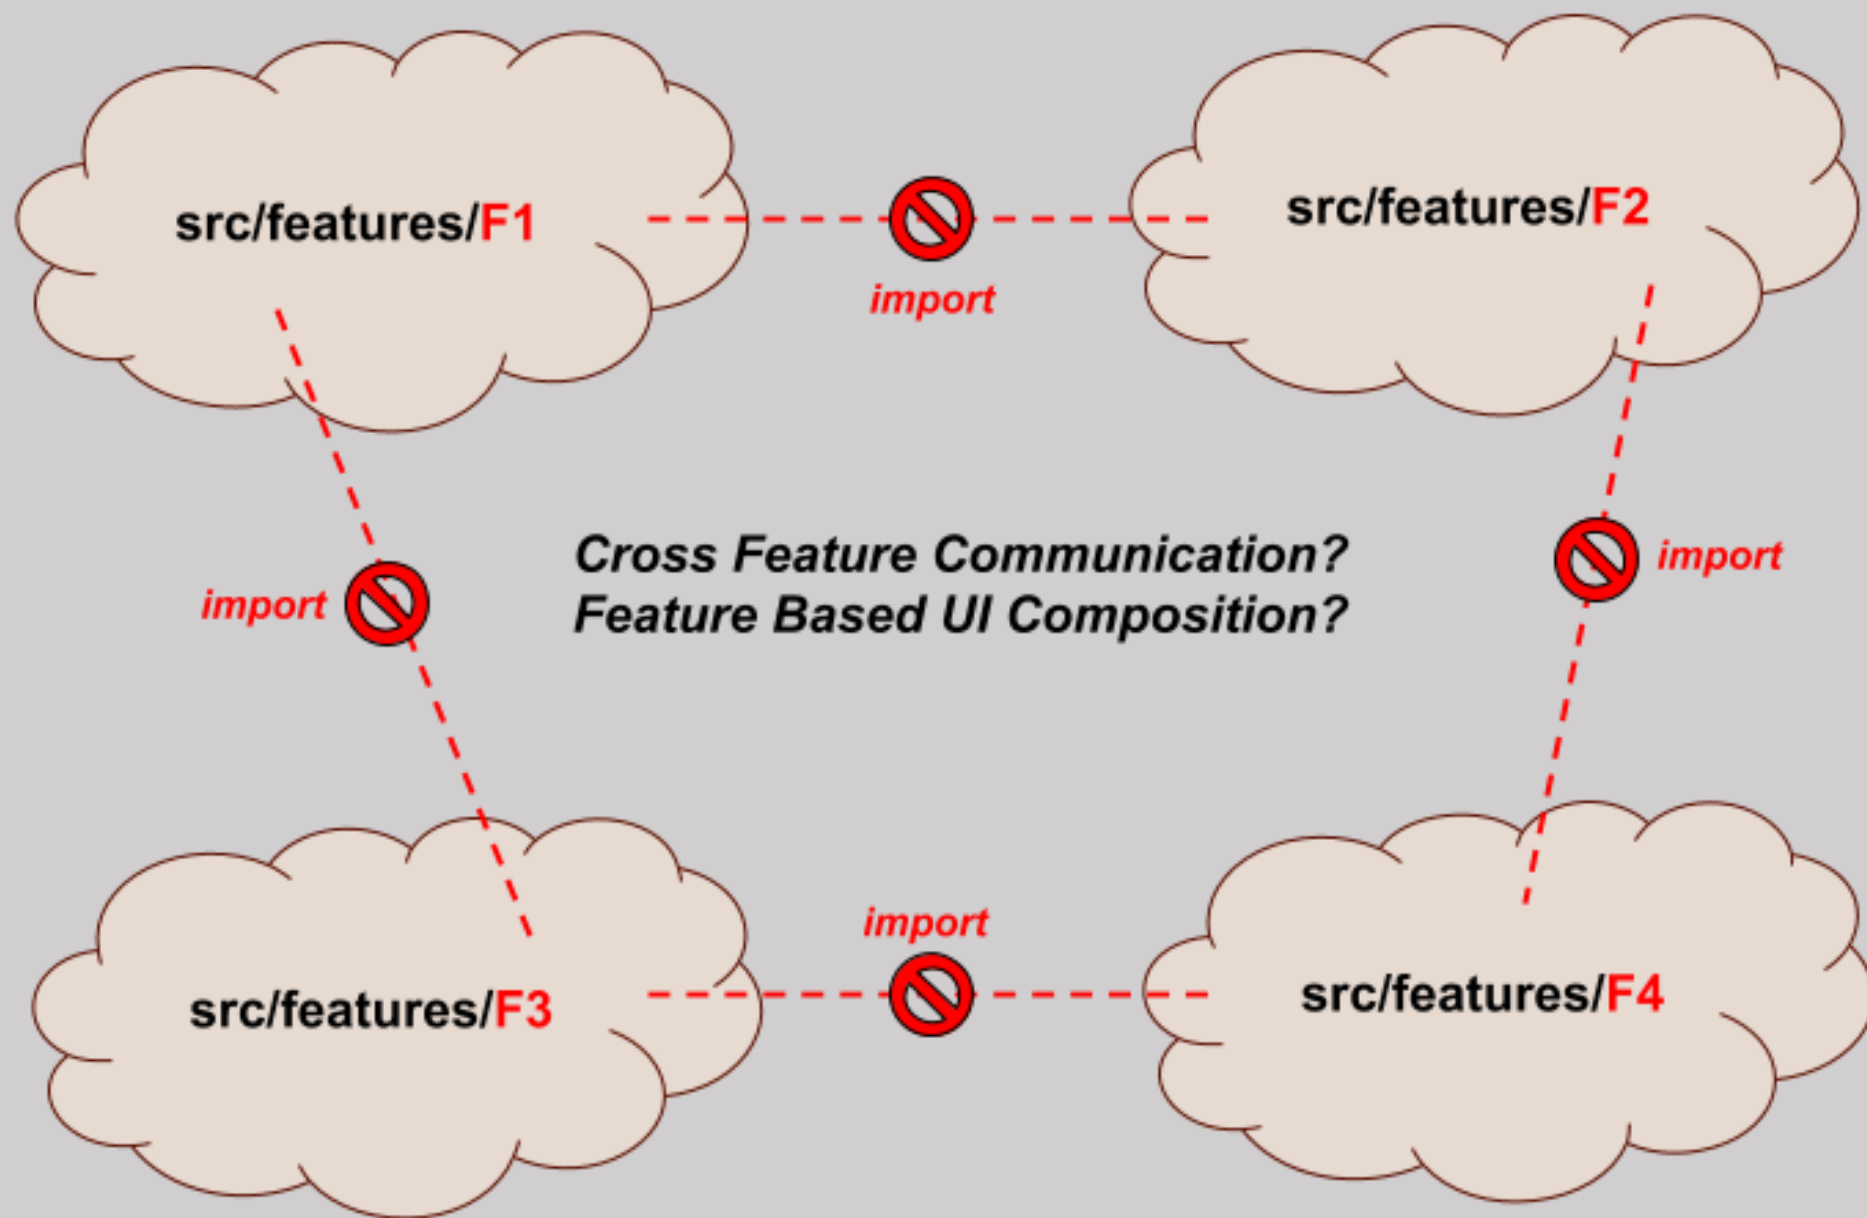 src/features/F1
src/features/F2
import
Cross Feature Communication?
Feature Based UI Composition?
import
import
import
src/features/F3
src/features/F4